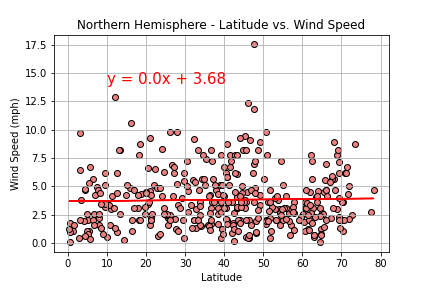 Northern Hemisphere - Latitude vs. Wind Speed
17.5
15.0
12.5
10.0
7.5
5.0
2.5
0.0
Wind Speed (mph)
y = 0.0x + 3.68
0 10 20 30 40 50 60 70 80
Latitude